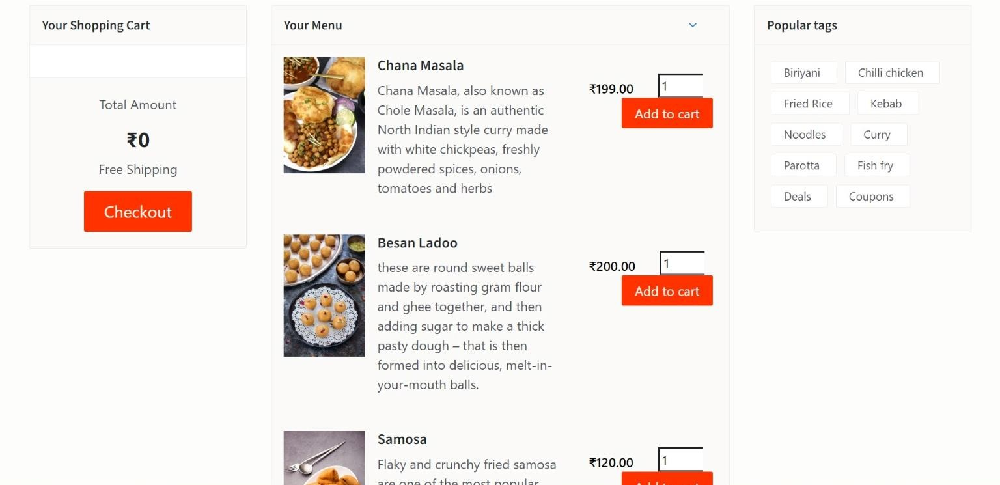 Your Shopping Cart
Total Amount
₹0
Free Shipping
Checkout
Your Menu
Chana Masala
Chana Masala, also known as
Chole Masala, is an authentic
North Indian style curry made
with white chickpeas, freshly
powdered spices, onions,
tomatoes and herbs
₹199.00
1
Add to cart
Besan Ladoo
these are round sweet balls
made by roasting gram flour
and ghee together, and then
adding sugar to make a thick
pasty dough – that is then
formed into delicious, melt-in-
your-mouth balls.
₹200.00
1
Add to cart
Samosa
Flaky and crunchy fried samosa
are one of the most popular
₹120.00
1
Add to cart
Popular tags
Biriyani
Chilli chicken
Fried Rice
Kebab
Noodles
Curry
Parotta
Fish fry
Deals
Coupons